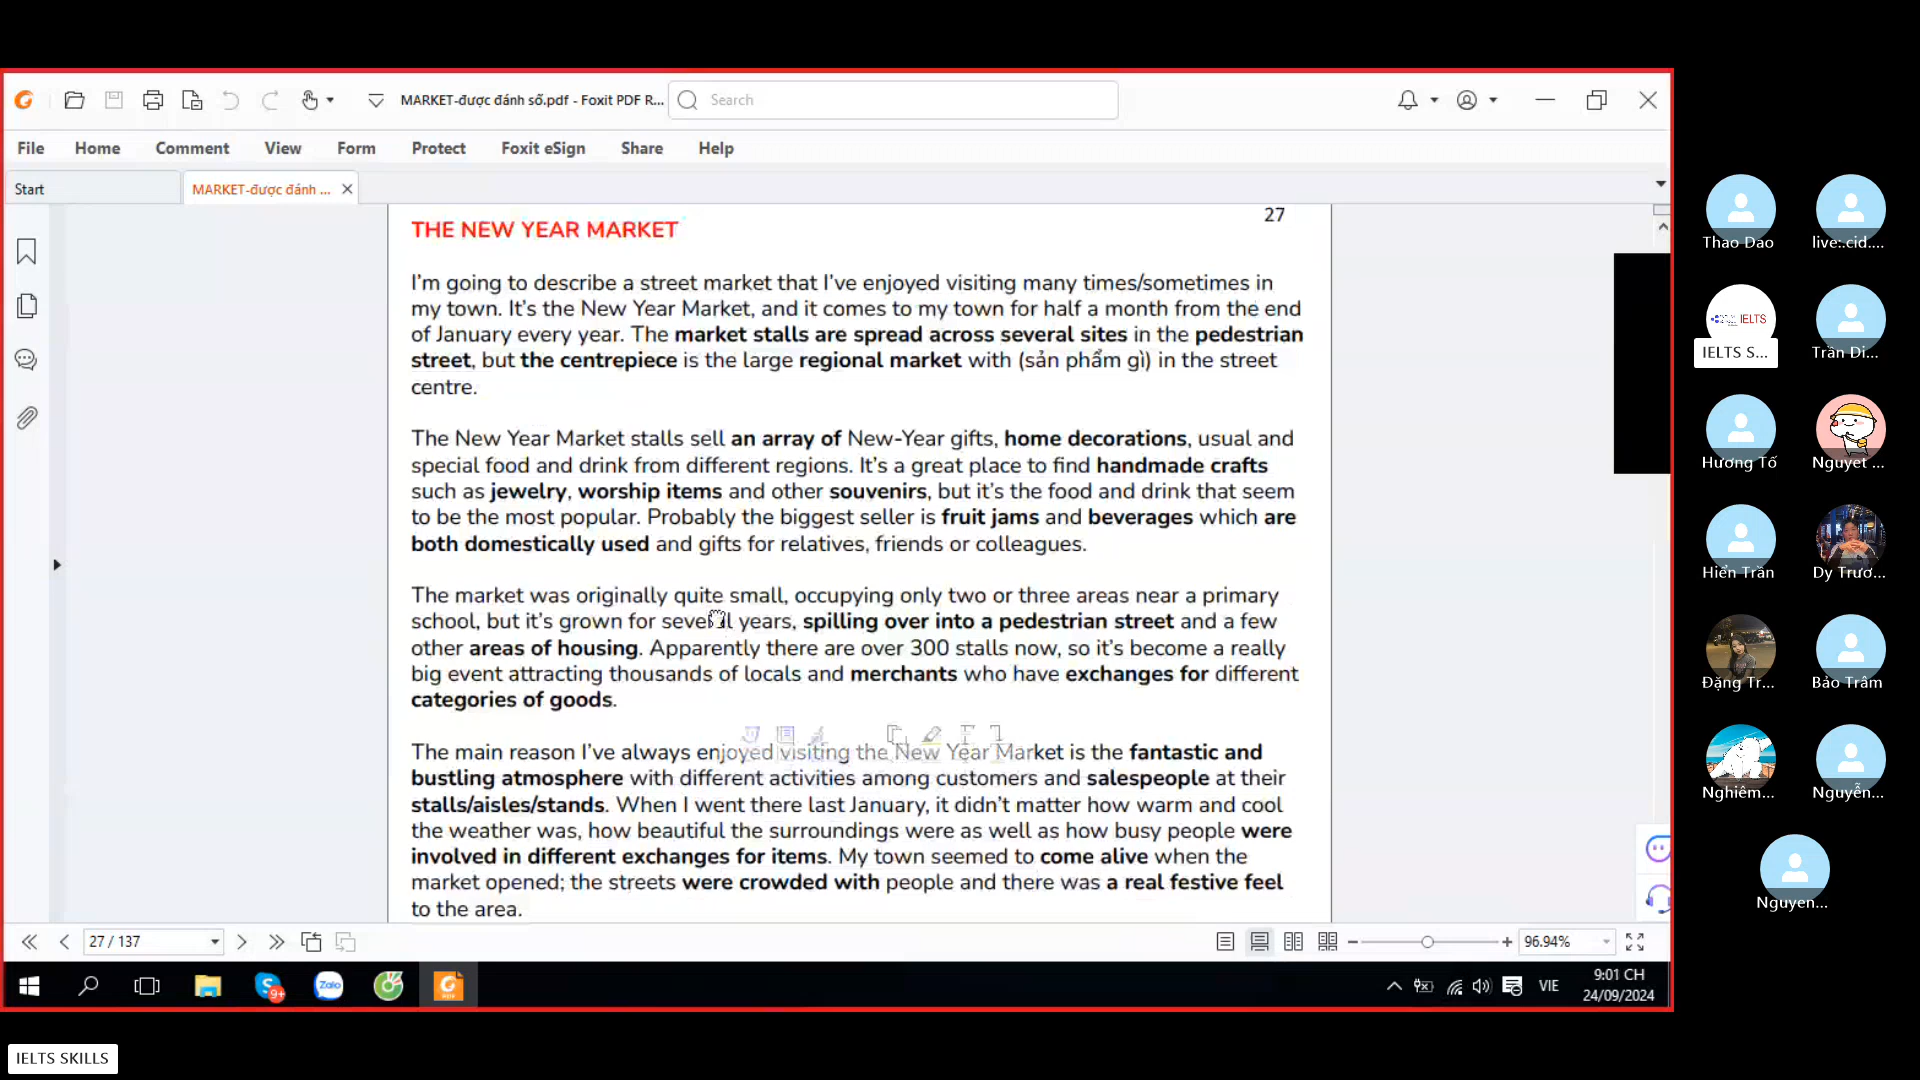 MARKET-được đánh số.pdf - Foxit PDF R...
Search
File Home Comment View Form Protect Foxit eSign Share Help
Start
MARKET-được đánh ...
27
THE NEW YEAR MARKET
I'm going to describe a street market that I've enjoyed visiting many times/sometimes in
my town. It's the New Year Market, and it comes to my town for half a month from the end
of January every year. The market stalls are spread across several sites in the pedestrian
street, but the centrepiece is the large regional market with (sản phẩm gì) in the street
centre.
The New Year Market stalls sell an array of New-Year gifts, home decorations, usual and
special food and drink from different regions. It's a great place to find handmade crafts
such as jewelry, worship items and other souvenirs, but it's the food and drink that seem
to be the most popular. Probably the biggest seller is fruit jams and beverages which are
both domestically used and gifts for relatives, friends or colleagues.
The market was originally quite small, occupying only two or three areas near a primary
school, but it's grown for several years, spilling over into a pedestrian street and a few
other areas of housing. Apparently there are over 300 stalls now, so it's become a really
big event attracting thousands of locals and merchants who have exchanges for different
categories of goods.
The main reason I've always enjoyed visiting the New Year Market is the fantastic and
bustling atmosphere with different activities among customers and salespeople at their
stalls/aisles/stands. When I went there last January, it didn't matter how warm and cool
the weather was, how beautiful the surroundings were as well as how busy people were
involved in different exchanges for items. My town seemed to come alive when the
market opened; the streets were crowded with people and there was a real festive feel
to the area.
27 / 137
96.94%
9+
Zalo
PDF
VIE
9:01 CH
24/09/2024
Thao Dao
live:.cid....
IELTS
IELTS S...
Trần Di...
Hương Tố
Nguyet ...
Hiển Trần
Dy Trươ...
Đặng Tr...
Bảo Trâm
Nghiêm...
Nguyễn...
Nguyen...
IELTS SKILLS